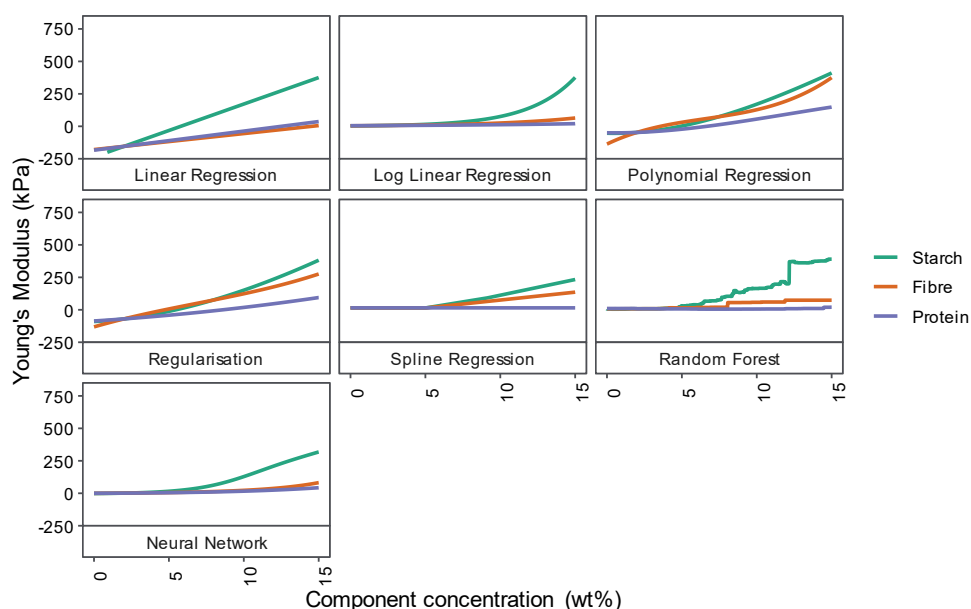 750
500
250
0
-250
Linear Regression
Log Linear Regression
Polynomial Regression
Young's Modulus (kPa)
750
500
250
0
-250
Regularisation
Spline Regression
Random Forest
0
5
10
15
0
5
10
15
Starch
Fibre
Protein
750
500
250
0
-250
Neural Network
0
5
10
15
Component concentration (wt%)